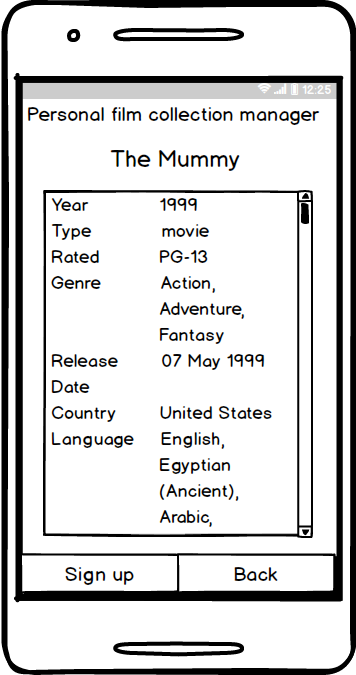 12:25
Personal film collection manager
The Mummy
Year 1999
Type movie
Rated PG-13
Genre Action,
Adventure,
Fantasy
Release 07 May 1999
Date
Country United States
Language English,
Egyptian
(Ancient),
Arabic,
Sign up Back